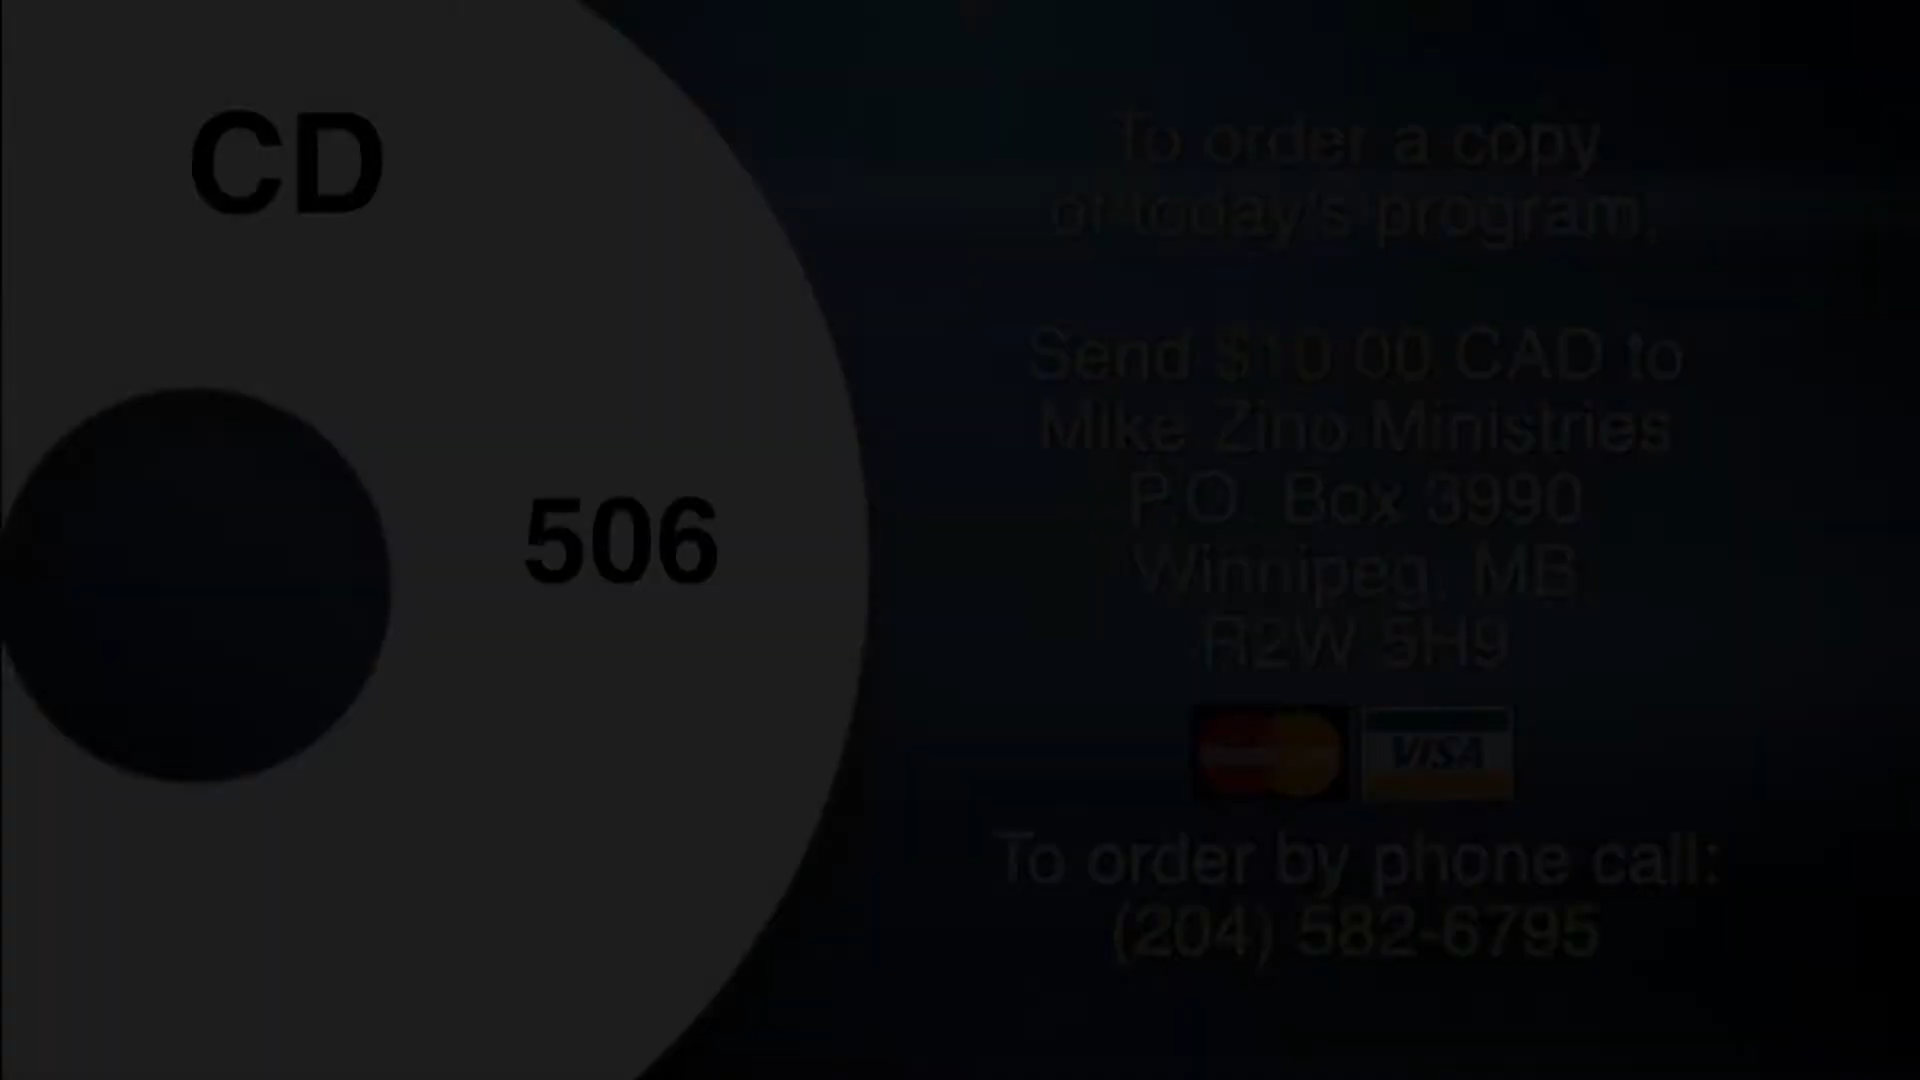 CD
506
To order a copy
of today's program,
Send $10.00 CAD to
Mike Zino Ministries
P.O. Box 3990
Winnipeg, MB
R2W 5H9
VISA
To order by phone call:
(204) 582-6795